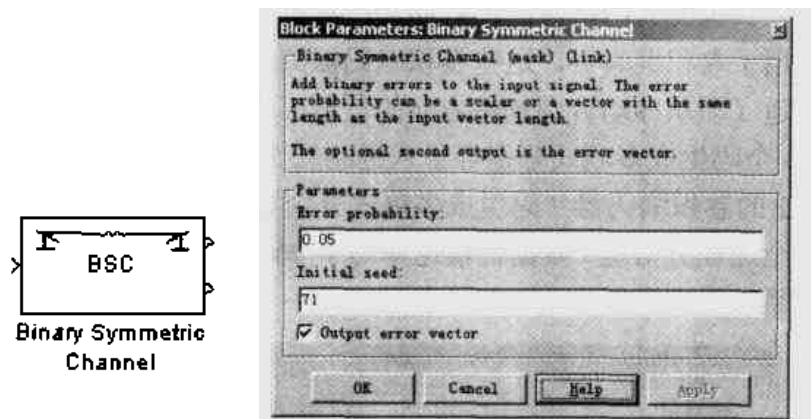 BSC
Binary Symmetric
Channel
Block Parameters: Binary Symmetric Channel
Binary Symmetric Channel (mask) (link)
Add binary errors to the input signal. The error
probability can be a scalar or a vector with the same
length as the input vector length.
The optional second output is the error vector.
Parameters
Error probability:
0.05
Initial seed:
71
Output error vector
OK
Cancel
Help
Apply